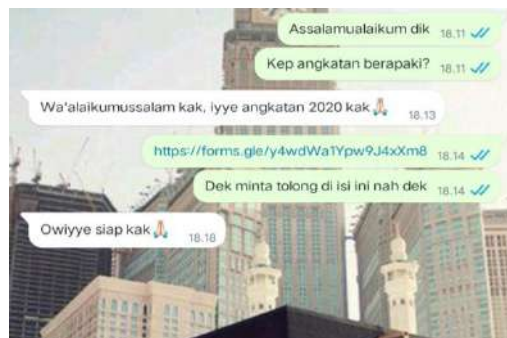 Assalamualaikum dik 18.11
Kep angkatan berapaki? 18.11
Wa'alaikumussalam kak, iyye angkatan 2020 kak🙏🏻 18.13
https://forms.gle/y4wdWa1Ypw9J4xXm8 18.14
Dek minta tolong di isi ini nah dek 18.14
Owiyye siap kak🙏🏻 18.18